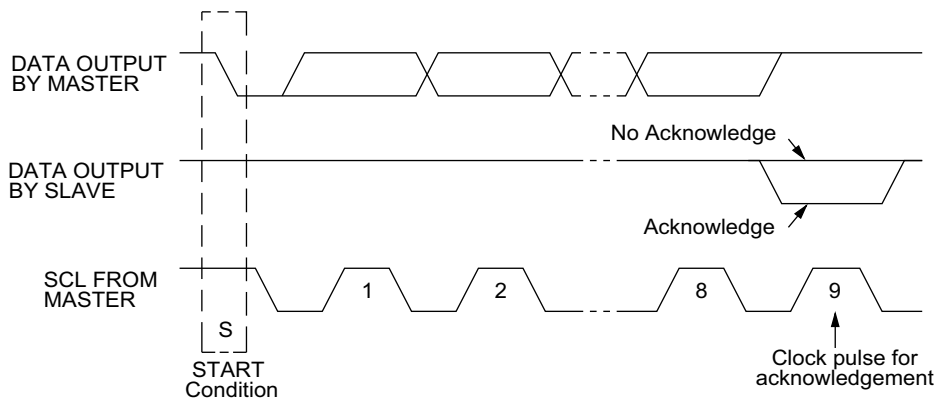 DATA OUTPUT
BY MASTER
No Acknowledge
DATA OUTPUT
BY SLAVE
Acknowledge
SCL FROM
MASTER
1
2
8
9
S
START
Condition
Clock pulse for
acknowledgement